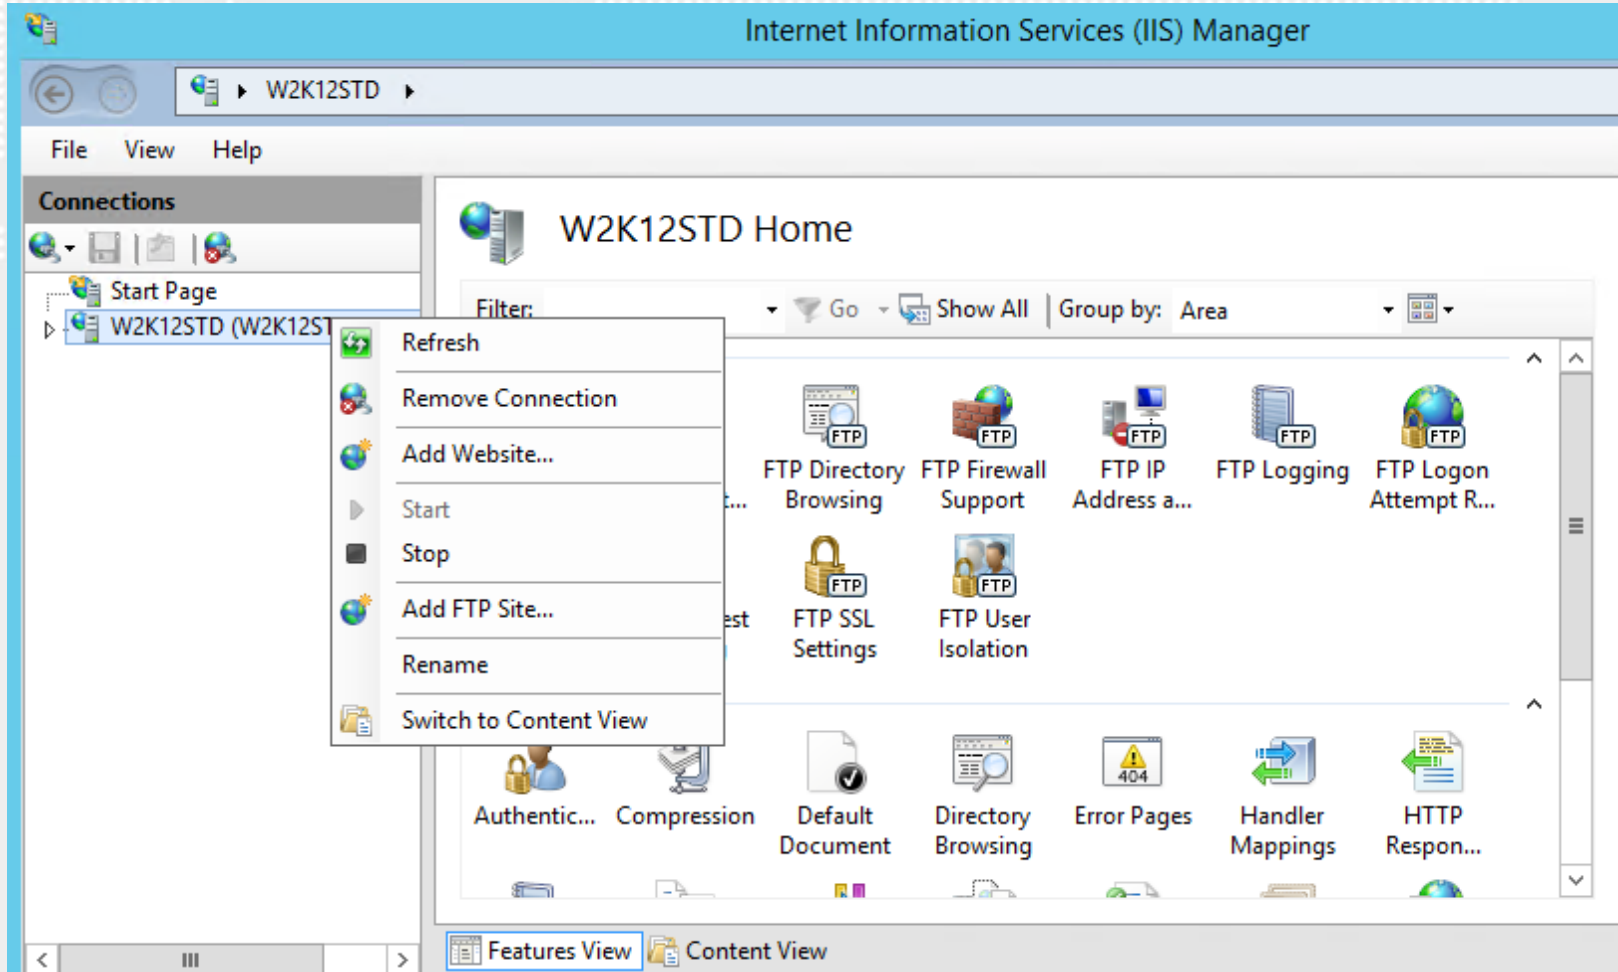 Internet Information Services (IIS) Manager
W2K12STD
File View Help
Connections
Start Page
W2K12STD (W2K12ST
W2K12STD Home
Filter: Go Show All Group by: Area
Refresh
Remove Connection
Add Website...
Start
Stop
Add FTP Site...
Rename
Switch to Content View
FTP FTP FTP FTP FTP
FTP Directory FTP Firewall FTP IP FTP Logging FTP Logon
t... Browsing Support Address a... Attempt R...
FTP FTP
est FTP SSL FTP User
Settings Isolation
404
Authentic... Compression Default Directory Error Pages Handler HTTP
Document Browsing Mappings Respon...
Features View Content View